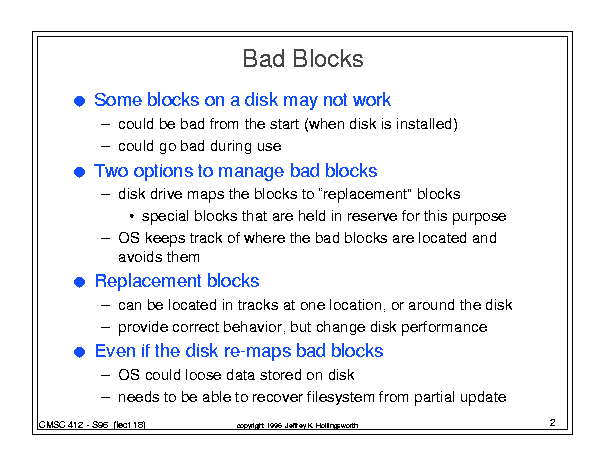 Bad Blocks
● Some blocks on a disk may not work
– could be bad from the start (when disk is installed)
– could go bad during use
● Two options to manage bad blocks
– disk drive maps the blocks to “replacement” blocks
• special blocks that are held in reserve for this purpose
– OS keeps track of where the bad blocks are located and
avoids them
● Replacement blocks
– can be located in tracks at one location, or around the disk
– provide correct behavior, but change disk performance
● Even if the disk re-maps bad blocks
– OS could loose data stored on disk
– needs to be able to recover filesystem from partial update
CMSC 412 - S96 (lect 18)
copyright 1996 Jeffrey K. Hollingsworth
2